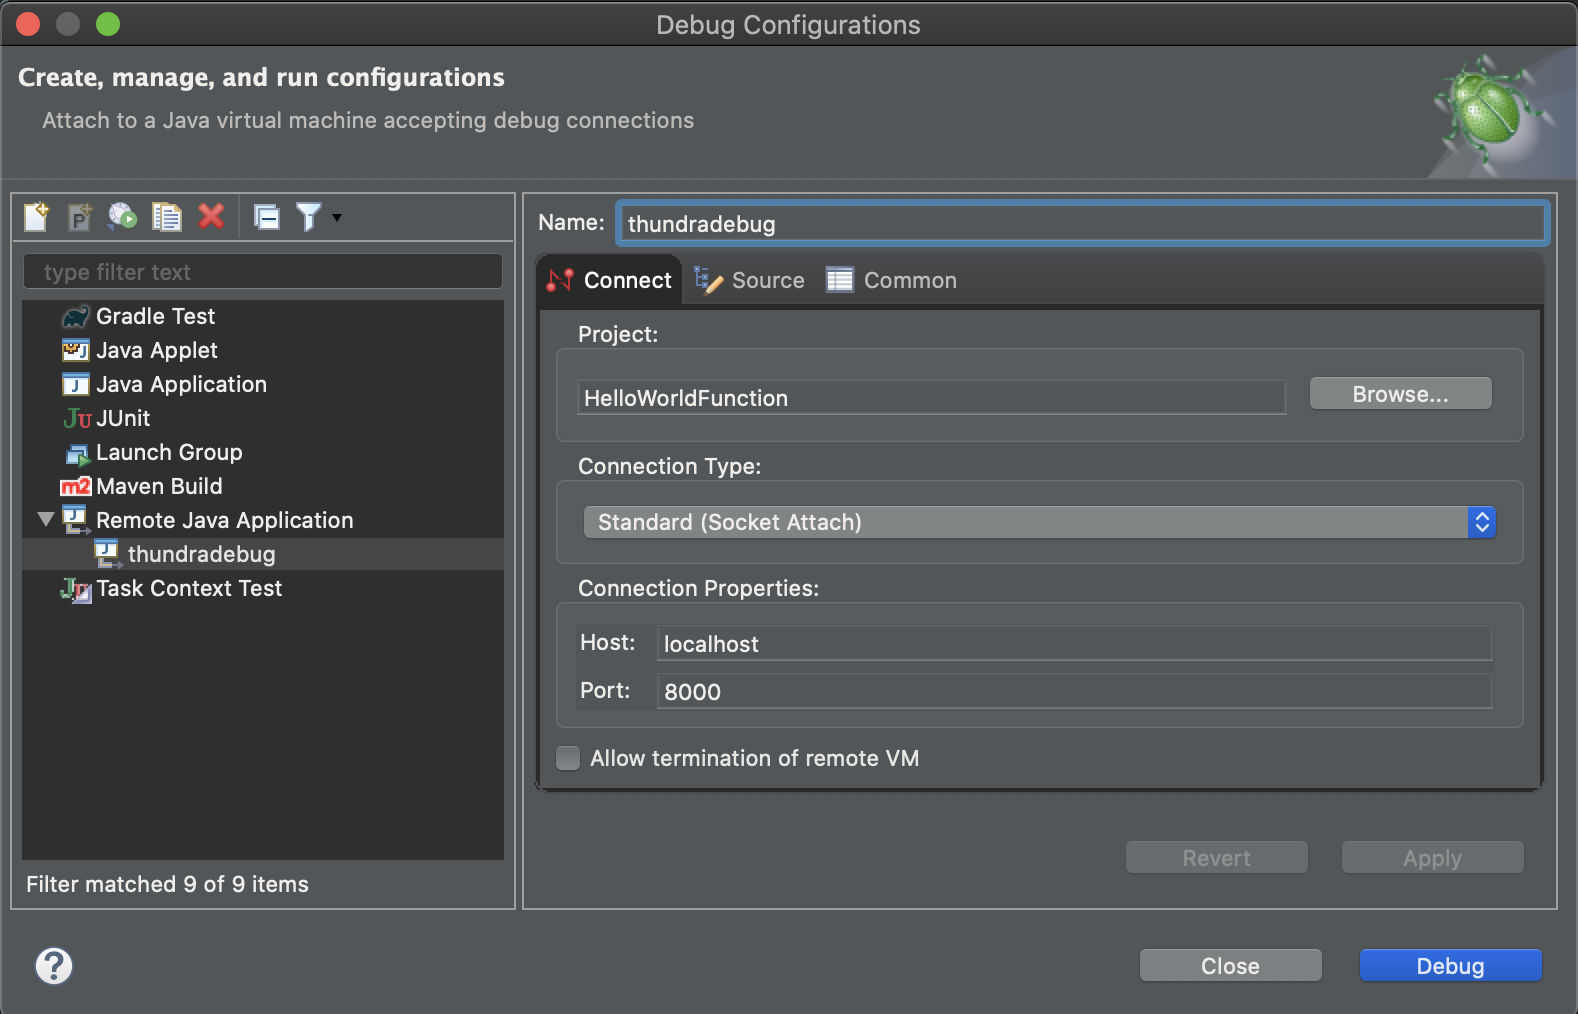 Debug Configurations
Create, manage, and run configurations
Attach to a Java virtual machine accepting debug connections
type filter text
Gradle Test
Java Applet
Java Application
JUnit
Launch Group
Maven Build
Remote Java Application
thundradebug
Task Context Test
Filter matched 9 of 9 items
Name: thundradebug
Connect Source Common
Project:
HelloWorldFunction Browse...
Connection Type:
Standard (Socket Attach)
Connection Properties:
Host: localhost
Port: 8000
Allow termination of remote VM
Revert Apply
? Close Debug